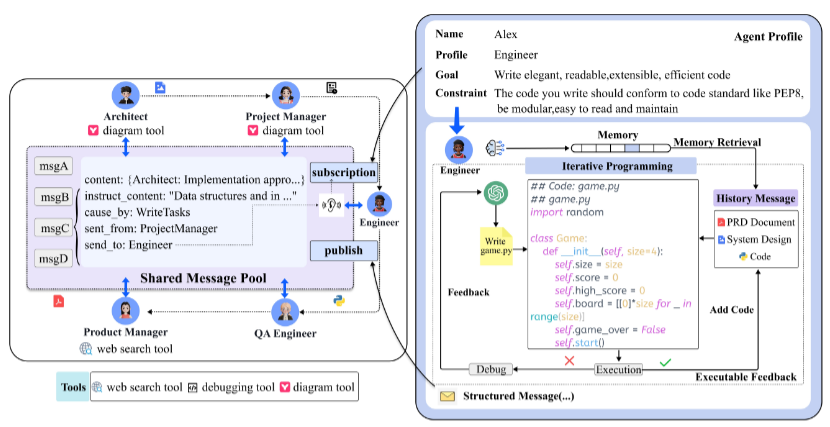 Architect
diagram tool
Project Manager
diagram tool
msgA
msgB
msgC
msgD
content: {Architect: Implementation appro...}
instruct_content: "Data structures and in ..."
cause_by: WriteTasks
sent_from: ProjectManager
send_to: Engineer
Shared Message Pool
subscription
Engineer
publish
Product Manager
web search tool
QA Engineer
Tools
web search tool
debugging tool
diagram tool
Agent Profile
Name Alex
Profile Engineer
Goal Write elegant, readable,extensible, efficient code
Constraint The code you write should conform to code standard like PEP8,
be modular,easy to read and maintain
Engineer
Memory
Memory Retrieval
Iterative Programming
Write
game.py
## Code: game.py
## game.py
import random
class Game:
def __init__(self, size=4):
self.size = size
self.score = 0
self.high_score = 0
self.board = [[0]*size for _ in
range(size)]
self.game_over = False
self.start()
History Message
PRD Document
System Design
Code
Feedback
Add Code
Debug
Execution
Executable Feedback
Structured Message(...)